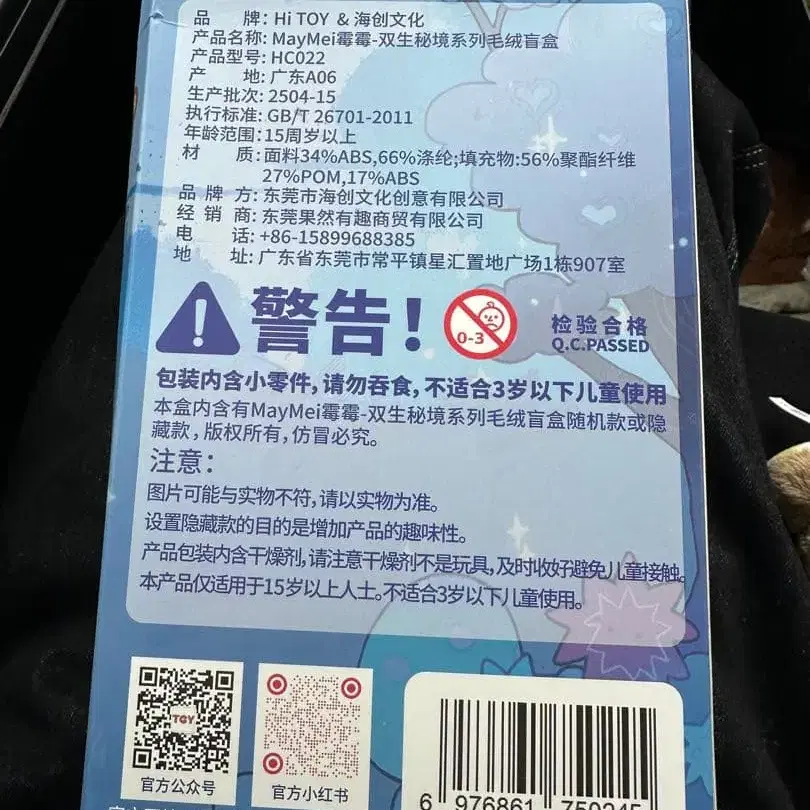 品 牌: Hi TOY & 海创文化
产品名称: MayMei霉霉-双生秘境系列毛绒盲盒
产品型号: HC022
产 地: 广东A06
生产批次: 2504-15
执行标准: GB/T 26701-2011
年龄范围:15周岁以上
材 质:面料34%ABS,66%涤纶;填充物:56%聚酯纤维
27%POM,17%ABS
品 牌 方: 东莞市海创文化创意有限公司
经 销 商: 东莞果然有趣商贸有限公司
电 话: +86-15899688385
地 址: 广东省东莞市常平镇星汇置地广场1栋907室
警告!
0-3
检验合格
Q.C.PASSED
包装内含小零件,请勿吞食,不适合3岁以下儿童使用
本盒内含有MayMei霉霉-双生秘境系列毛绒盲盒随机款或隐
藏款,版权所有,仿冒必究。
注意:
图片可能与实物不符,请以实物为准。
设置隐藏款的目的是增加产品的趣味性。
产品包装内含干燥剂,请注意干燥剂不是玩具,及时收好避免儿童接触。
本产品仅适用于15岁以上人士。不适合3岁以下儿童使用。
TGY
官方公众号
官方小红书
6 976861 750245